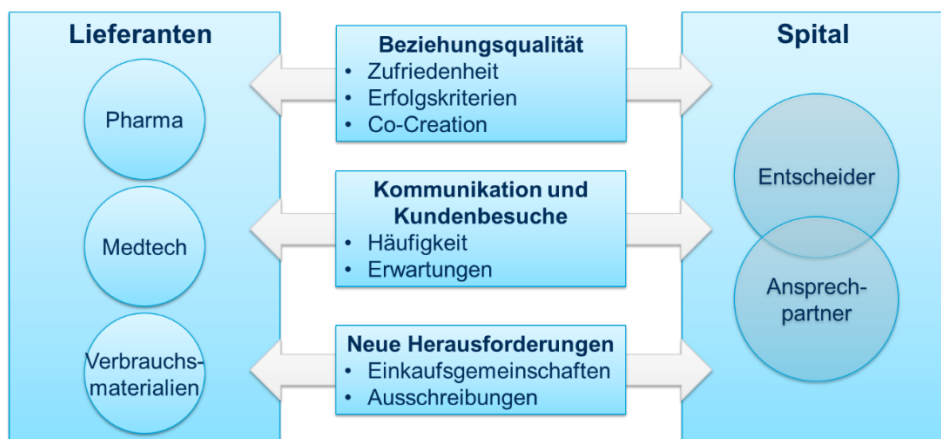 Lieferanten
Pharma
Medtech
Verbrauchs-
materialien
Beziehungsqualität
• Zufriedenheit
• Erfolgskriterien
• Co-Creation
Kommunikation und
Kundenbesuche
• Häufigkeit
• Erwartungen
Neue Herausforderungen
• Einkaufsgemeinschaften
• Ausschreibungen
Spital
Entscheider
Ansprech-
partner